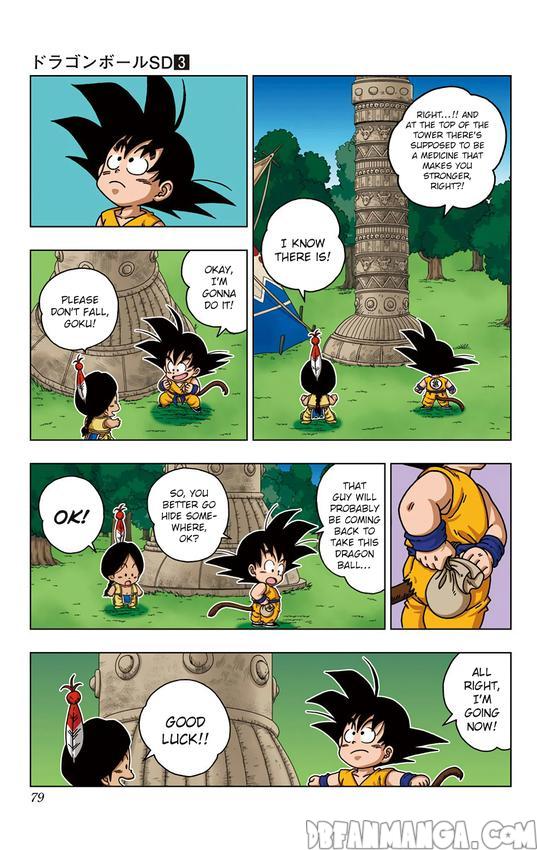 ドラゴンボールSD3
RIGHT...!! AND
AT THE TOP OF THE
TOWER THERE'S
SUPPOSED TO BE
A MEDICINE THAT
MAKES YOU
STRONGER,
RIGHT?!
I KNOW
THERE IS!
OKAY,
I'M
GONNA
DO IT!
PLEASE
DON'T FALL,
GOKU!
THAT
GUY WILL
PROBABLY
BE COMING
BACK TO
TAKE THIS
DRAGON
BALL...
SO, YOU
BETTER GO
HIDE SOME-
WHERE,
OK?
OK!
ALL
RIGHT,
I'M
GOING
NOW!
GOOD
LUCK!!
79
DBFANMANGA.COM